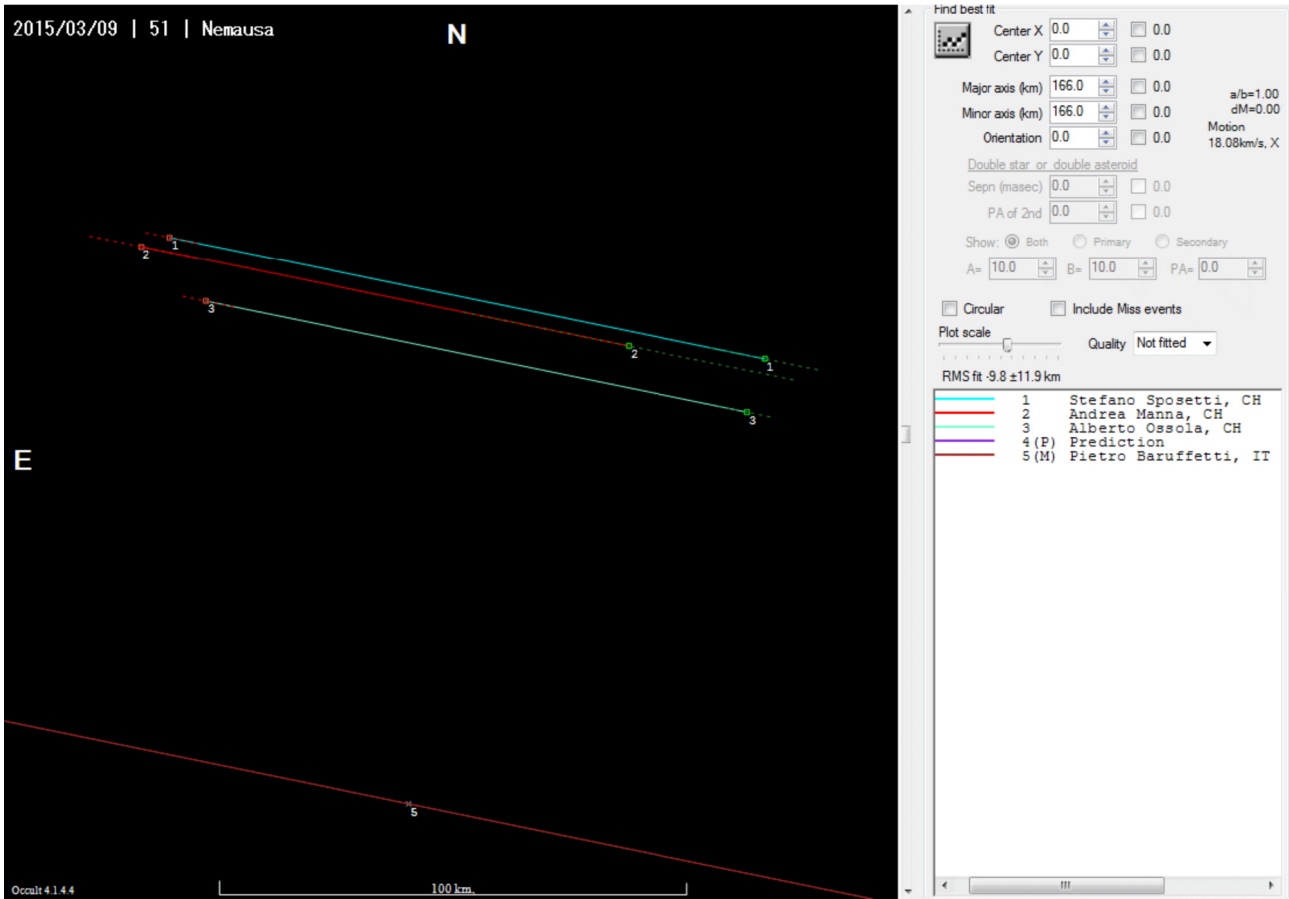 2015/03/09 | 51 | Nemausa
N
1
2
3
2
1
3
E
5
Occult 4.1.4.4
100 km.
Find best fit
Center X 0.0 0.0
Center Y 0.0 0.0
Major axis (km) 166.0 0.0
Minor axis (km) 166.0 0.0
Orientation 0.0 0.0
a/b=1.00
dM=0.00
Motion
18.08km/s, X
Double star or double asteroid
Sepn (masec) 0.0 0.0
PA of 2nd 0.0 0.0
Show: Both Primary Secondary
A= 10.0 B= 10.0 PA= 0.0
Circular Include Miss events
Plot scale
Quality Not fitted
RMS fit -9.8 ±11.9 km
1 Stefano Sposetti, CH
2 Andrea Manna, CH
3 Alberto Ossola, CH
4(P) Prediction
5(M) Pietro Baruffetti, IT